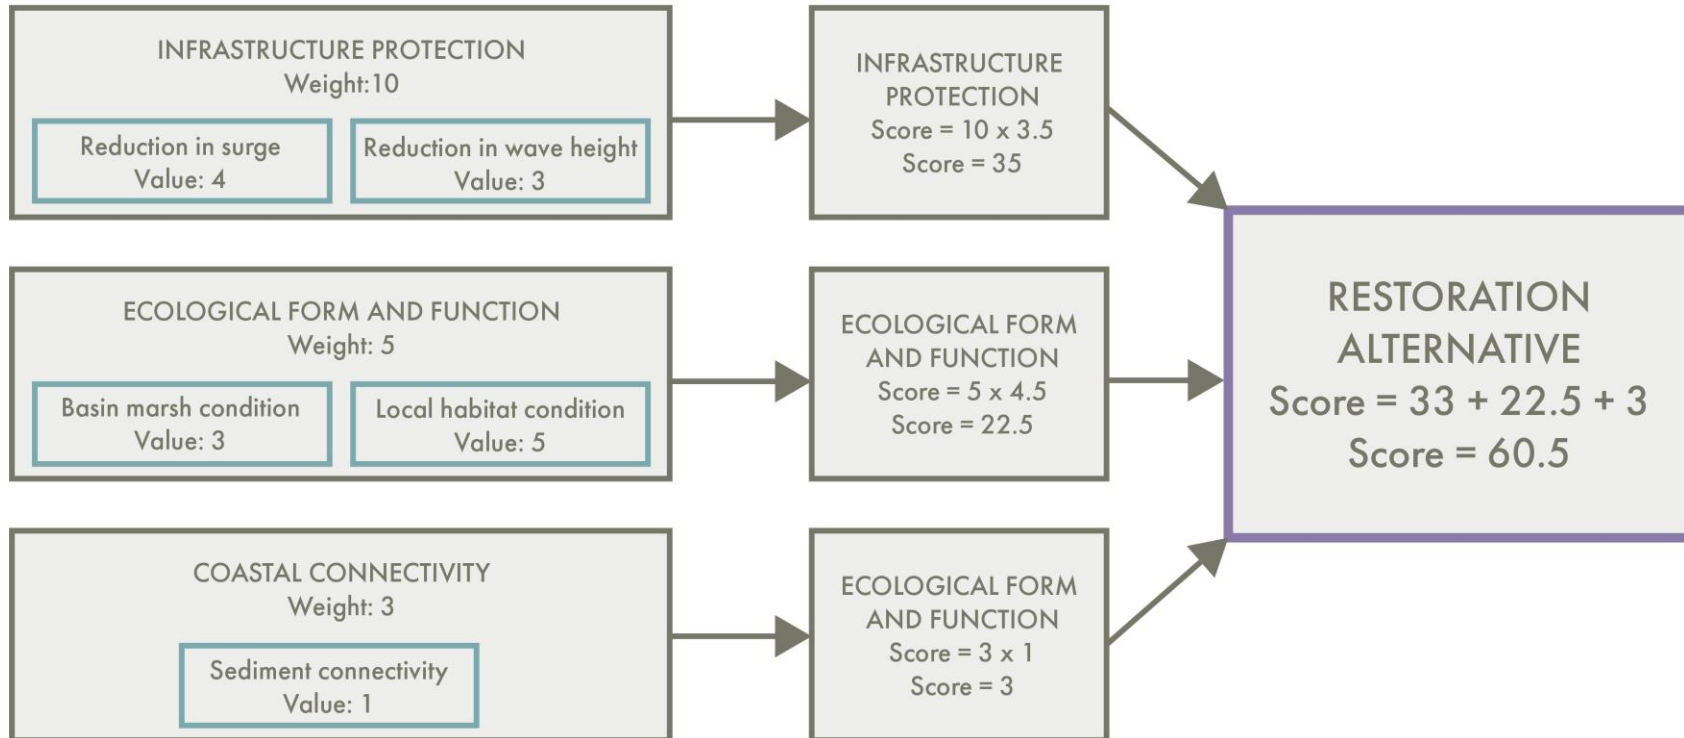 INFRASTRUCTURE PROTECTION
Weight:10
Reduction in surge
Value: 4
Reduction in wave height
Value: 3
INFRASTRUCTURE
PROTECTION
Score = 10 x 3.5
Score = 35
ECOLOGICAL FORM AND FUNCTION
Weight: 5
Basin marsh condition
Value: 3
Local habitat condition
Value: 5
ECOLOGICAL FORM
AND FUNCTION
Score = 5 x 4.5
Score = 22.5
COASTAL CONNECTIVITY
Weight: 3
Sediment connectivity
Value: 1
ECOLOGICAL FORM
AND FUNCTION
Score = 3 x 1
Score = 3
RESTORATION
ALTERNATIVE
Score = 33 + 22.5 + 3
Score = 60.5